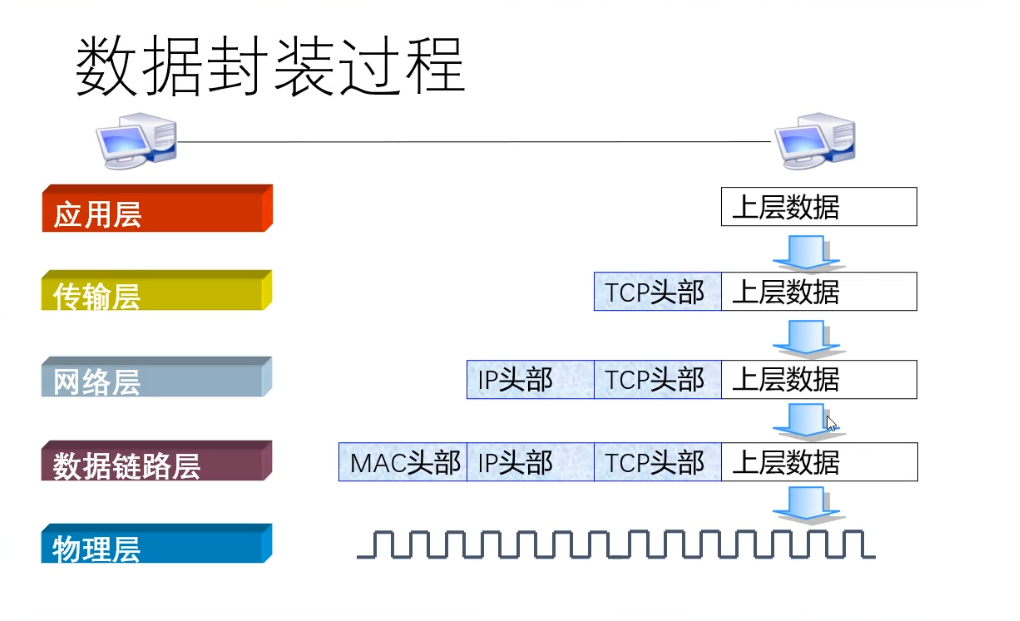 数据封装过程
应用层
上层数据
传输层
TCP头部 上层数据
网络层
IP头部 TCP头部 上层数据
数据链路层
MAC头部 IP头部 TCP头部 上层数据
物理层